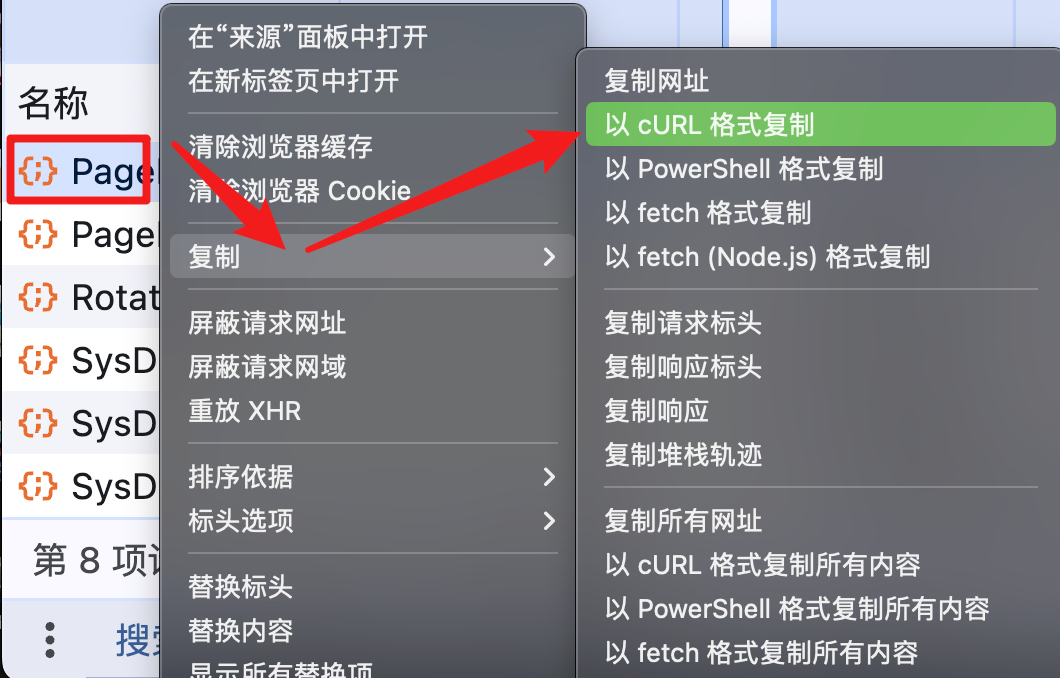 名称
Page
Page
Rotat
SysD
SysD
SysD
第 8 项
搜索
在“来源”面板中打开
在新标签页中打开
清除浏览器缓存
清除浏览器 Cookie
复制
屏蔽请求网址
屏蔽请求网域
重放 XHR
排序依据
标头选项
替换标头
替换内容
显示所有替换项
复制网址
以 cURL 格式复制
以 PowerShell 格式复制
以 fetch 格式复制
以 fetch (Node.js) 格式复制
复制请求标头
复制响应标头
复制响应
复制堆栈轨迹
复制所有网址
以 cURL 格式复制所有内容
以 PowerShell 格式复制所有内容
以 fetch 格式复制所有内容